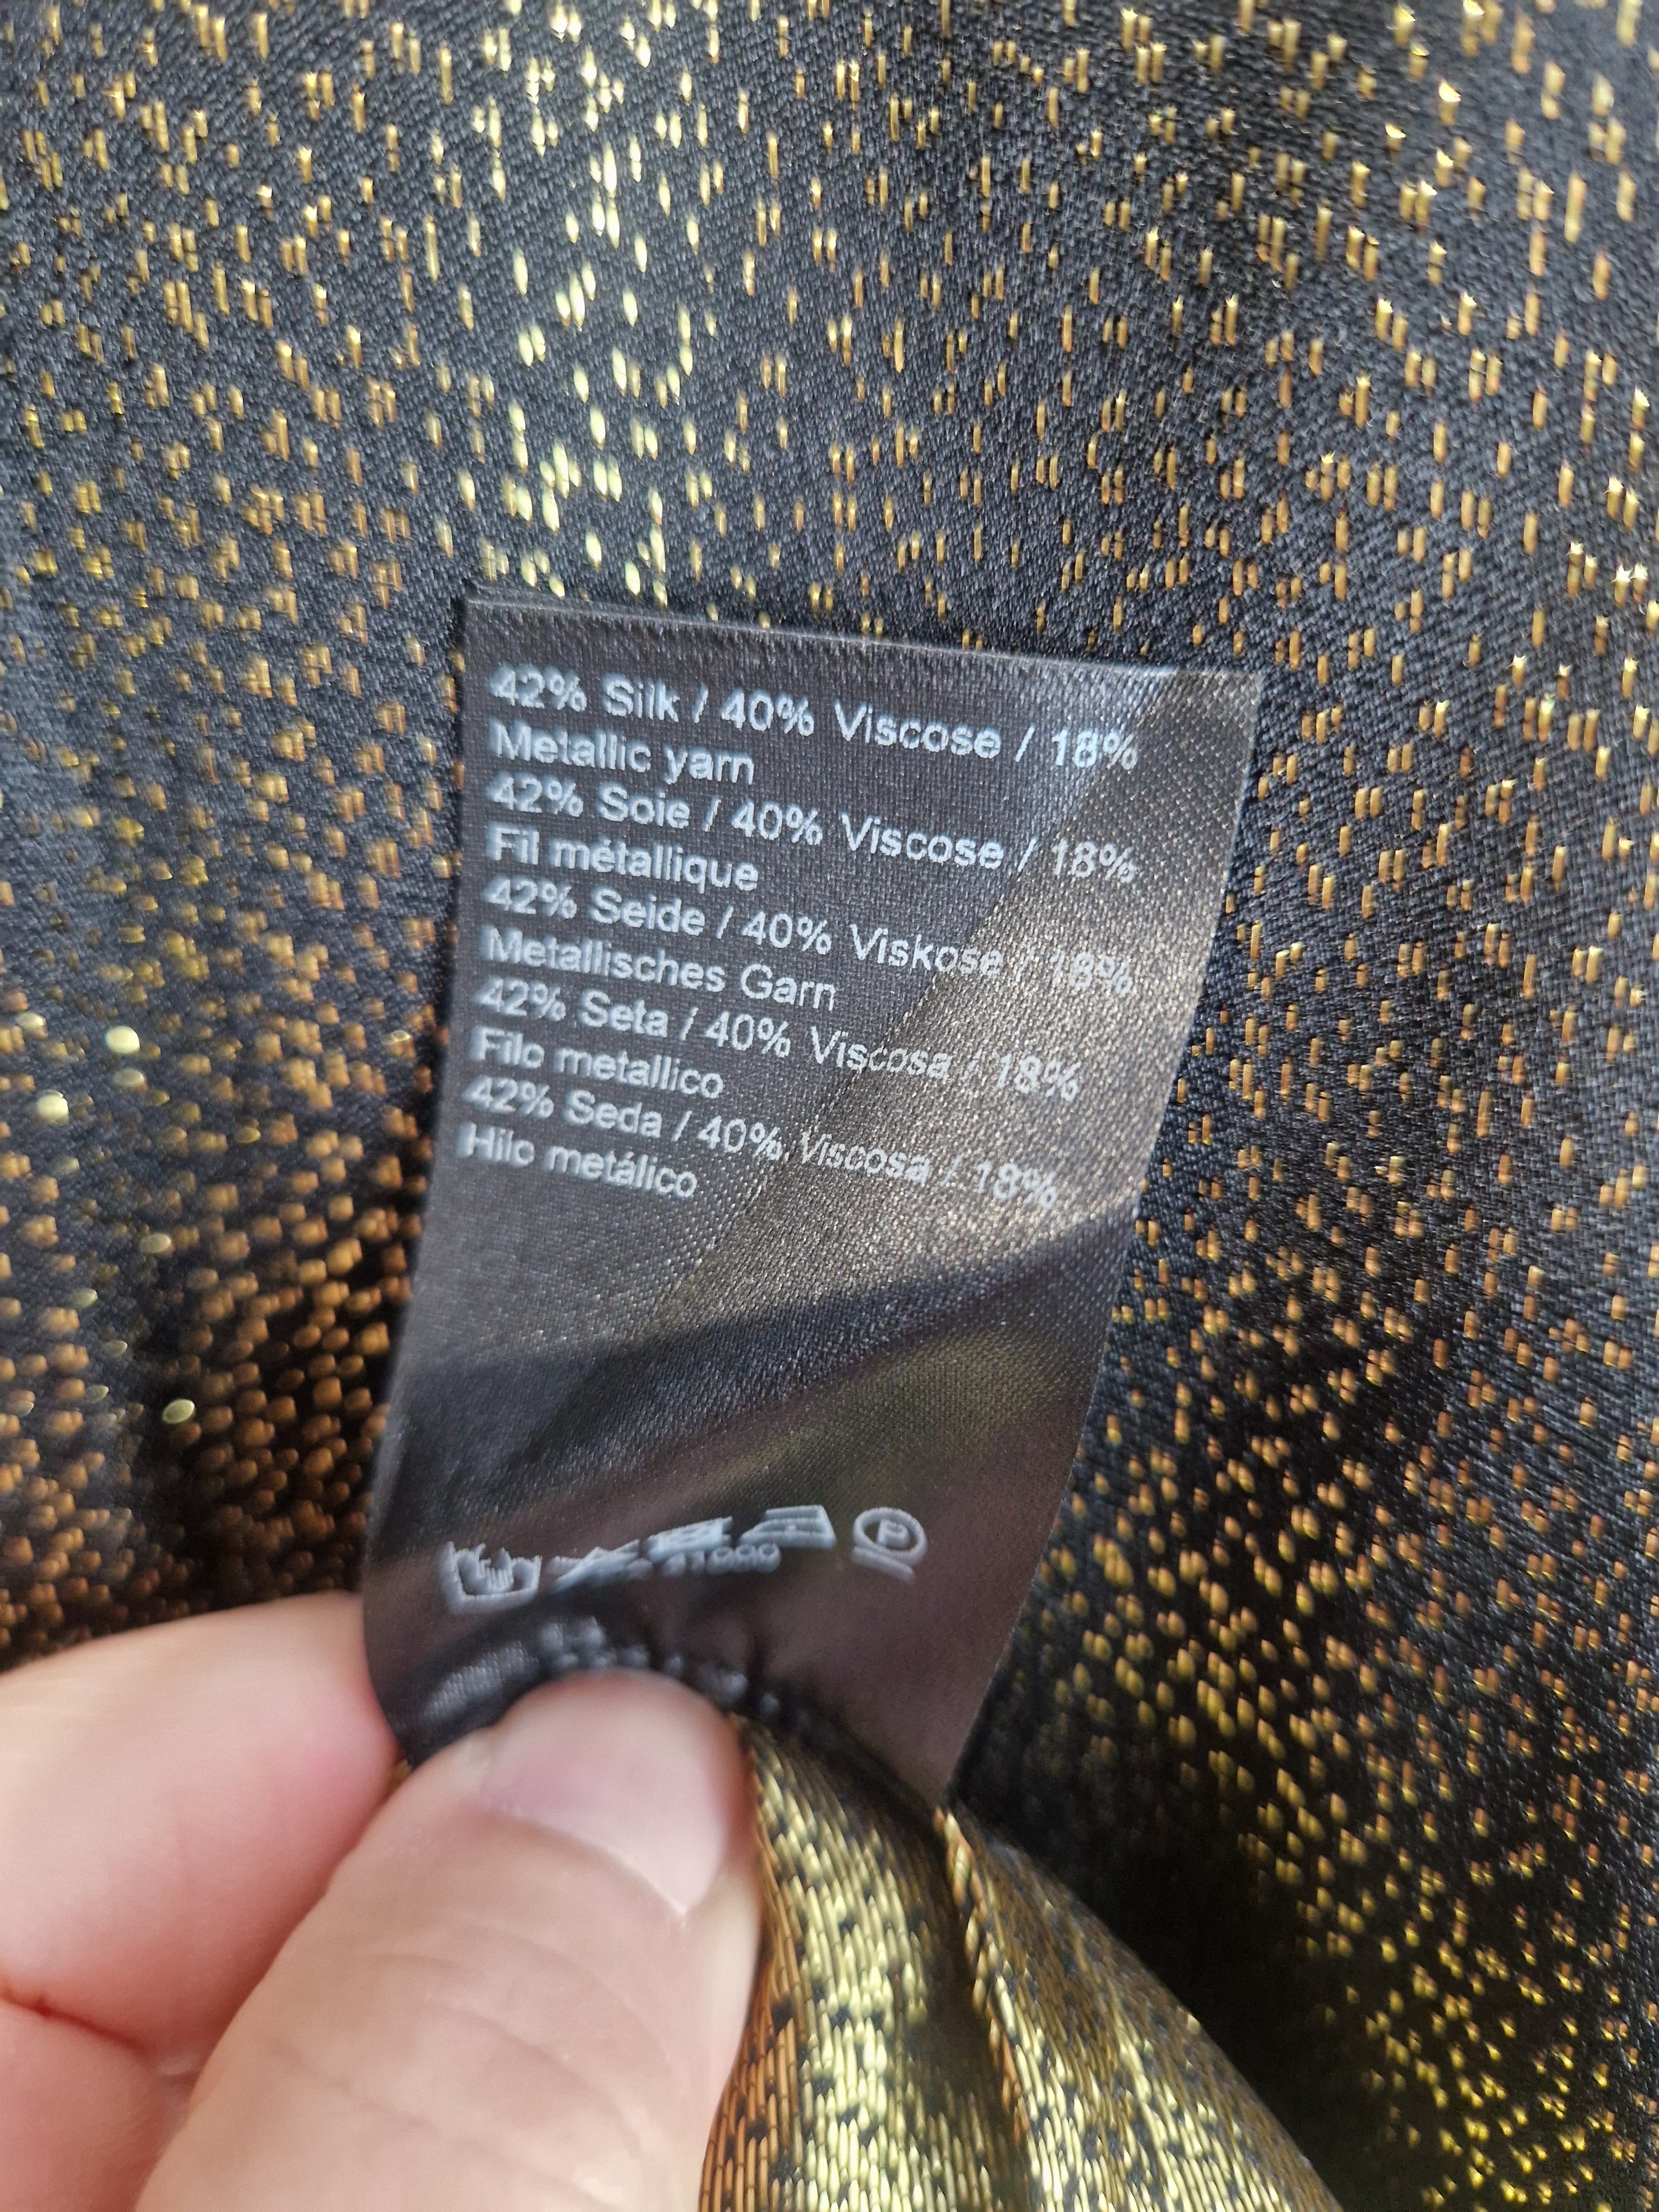 42% Silk / 40% Viscose / 18%
Metallic yarn
42% Soie / 40% Viscose / 18%
Fil métallique
42% Seide / 40% Viskose / 18%
Metallisches Garn
42% Seta / 40% Viscosa / 18%
Filo metallico
42% Seda / 40% Viscosa / 18%
Hilo metálico
P